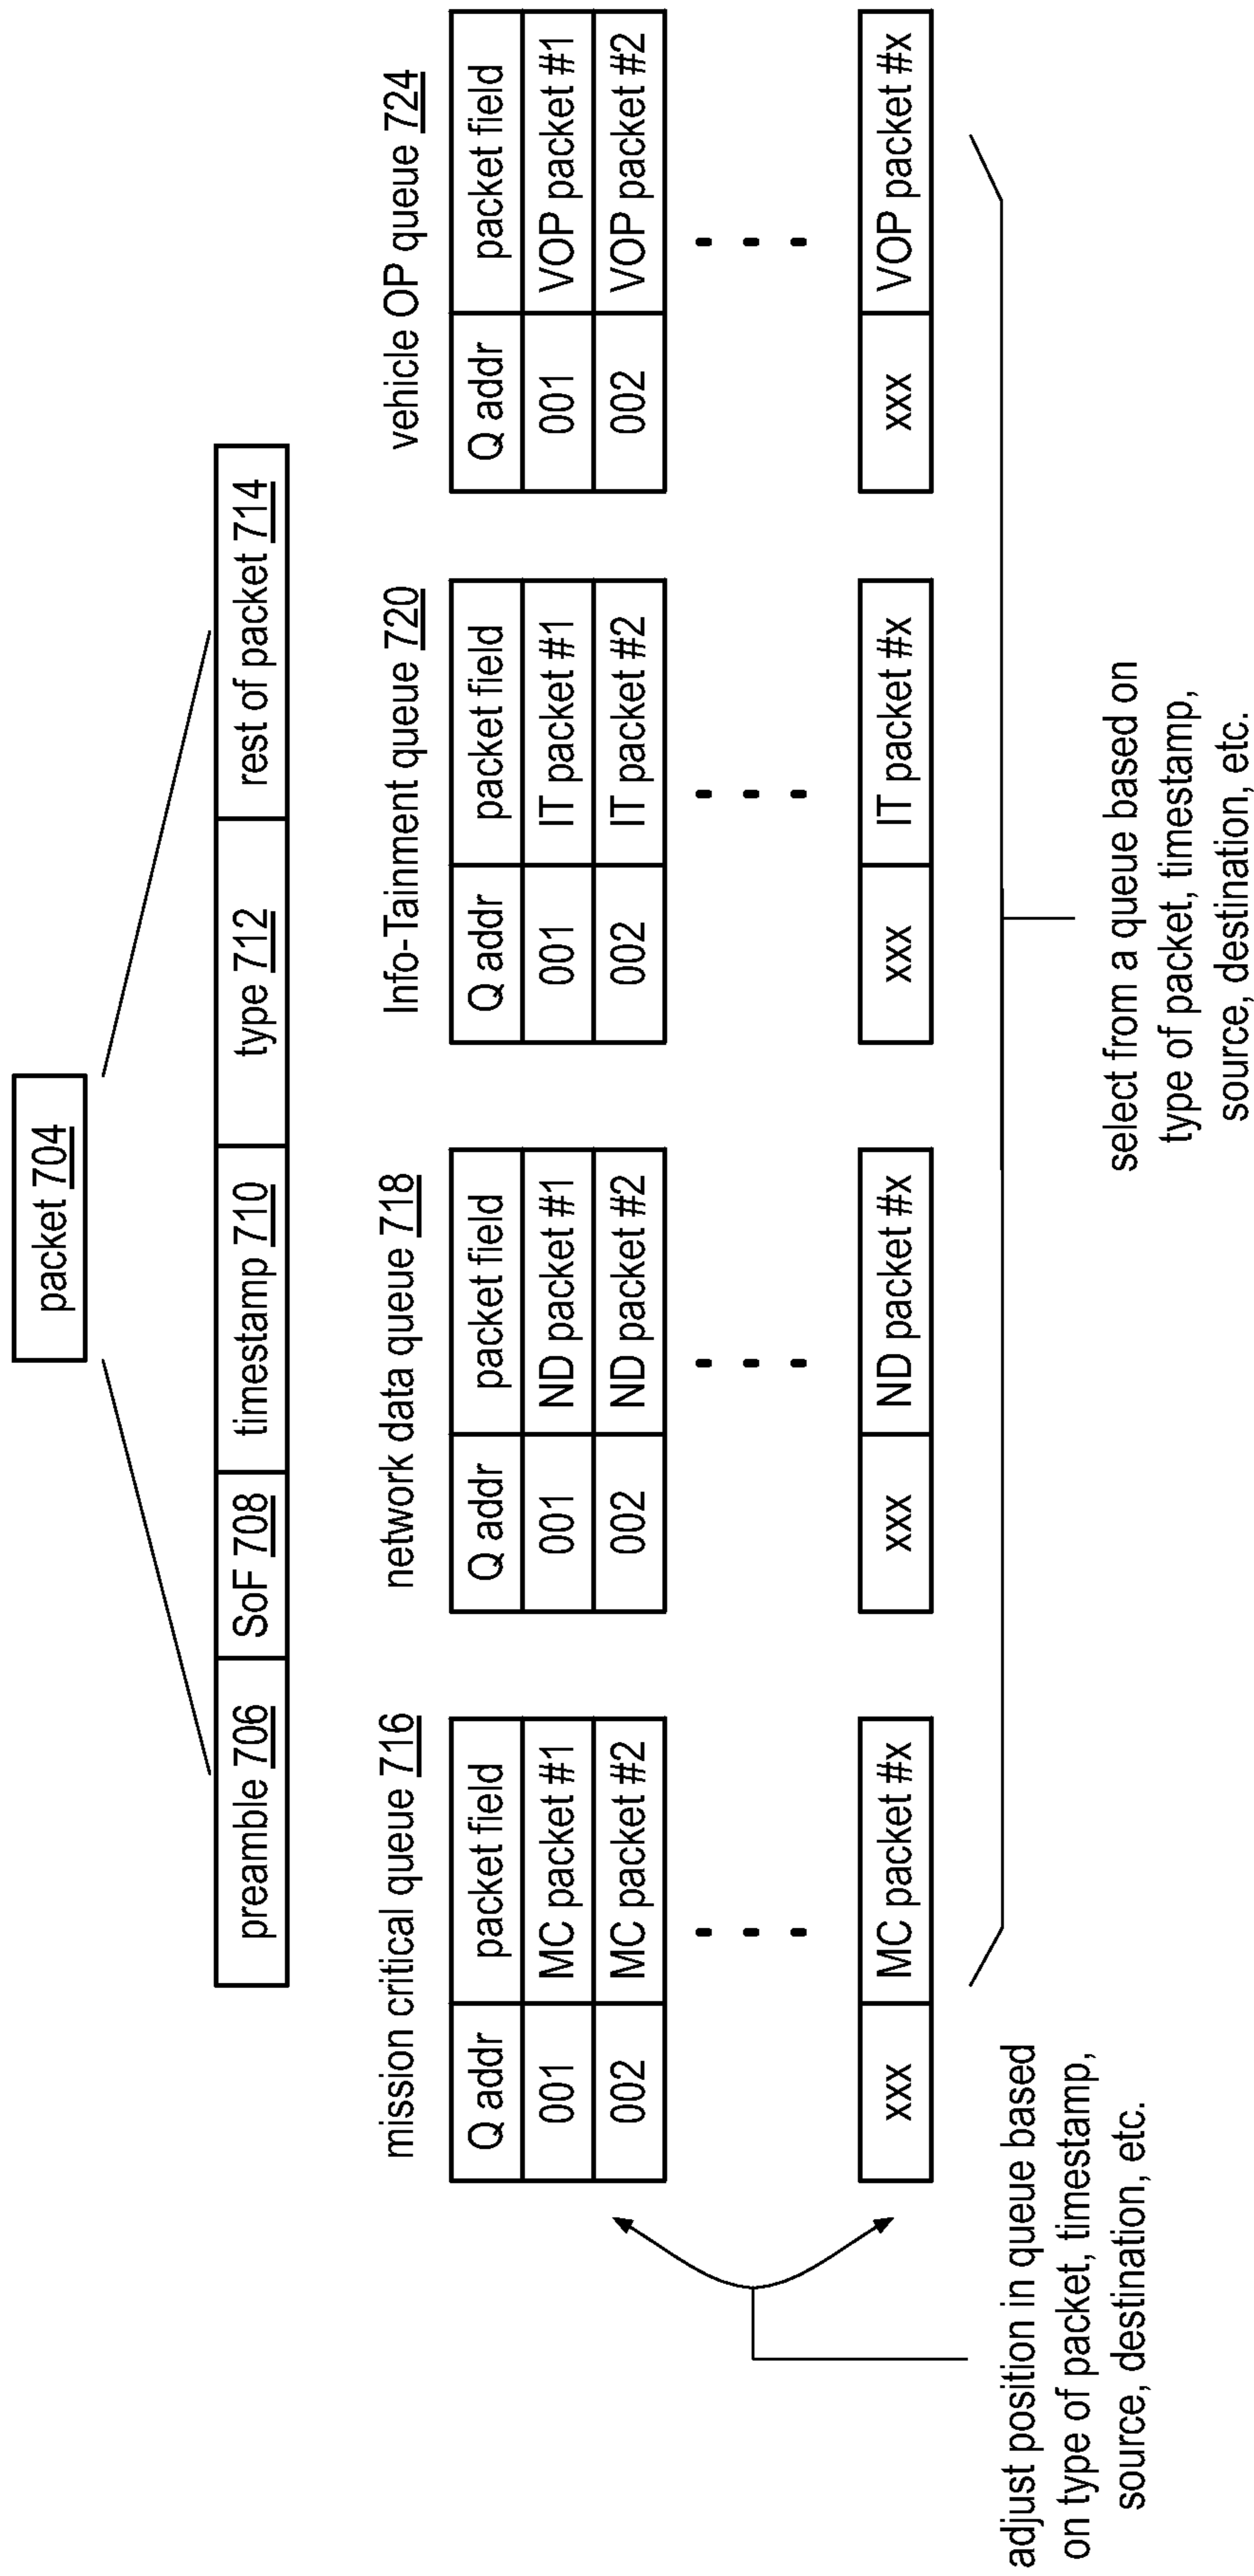 packet 704
preamble 706 SoF 708 timestamp 710 type 712 rest of packet 714
mission critical queue 716
Q addr packet field
001 MC packet #1
002 MC packet #2
xxx MC packet #x
network data queue 718
Q addr packet field
001 ND packet #1
002 ND packet #2
xxx ND packet #x
Info-Tainment queue 720
Q addr packet field
001 IT packet #1
002 IT packet #2
xxx IT packet #x
vehicle OP queue 724
Q addr packet field
001 VOP packet #1
002 VOP packet #2
xxx VOP packet #x
adjust position in queue based
on type of packet, timestamp,
source, destination, etc.
select from a queue based on
type of packet, timestamp,
source, destination, etc.